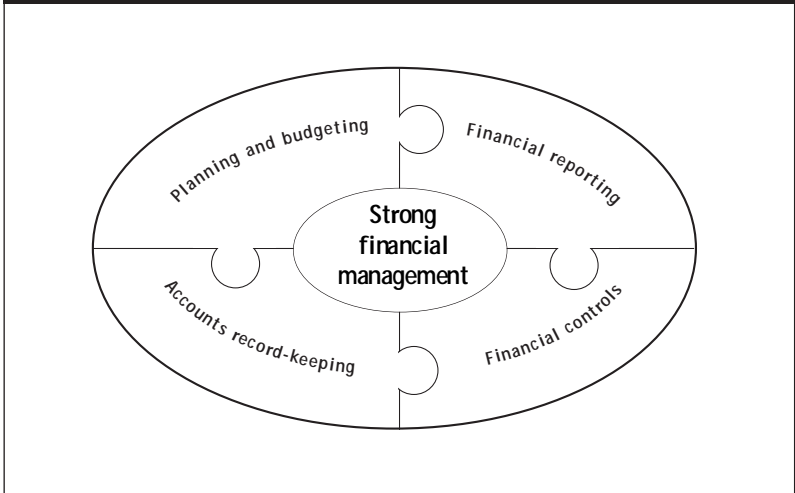 Planning and budgeting
Financial reporting
Strong
financial
management
Accounts record-keeping
Financial controls